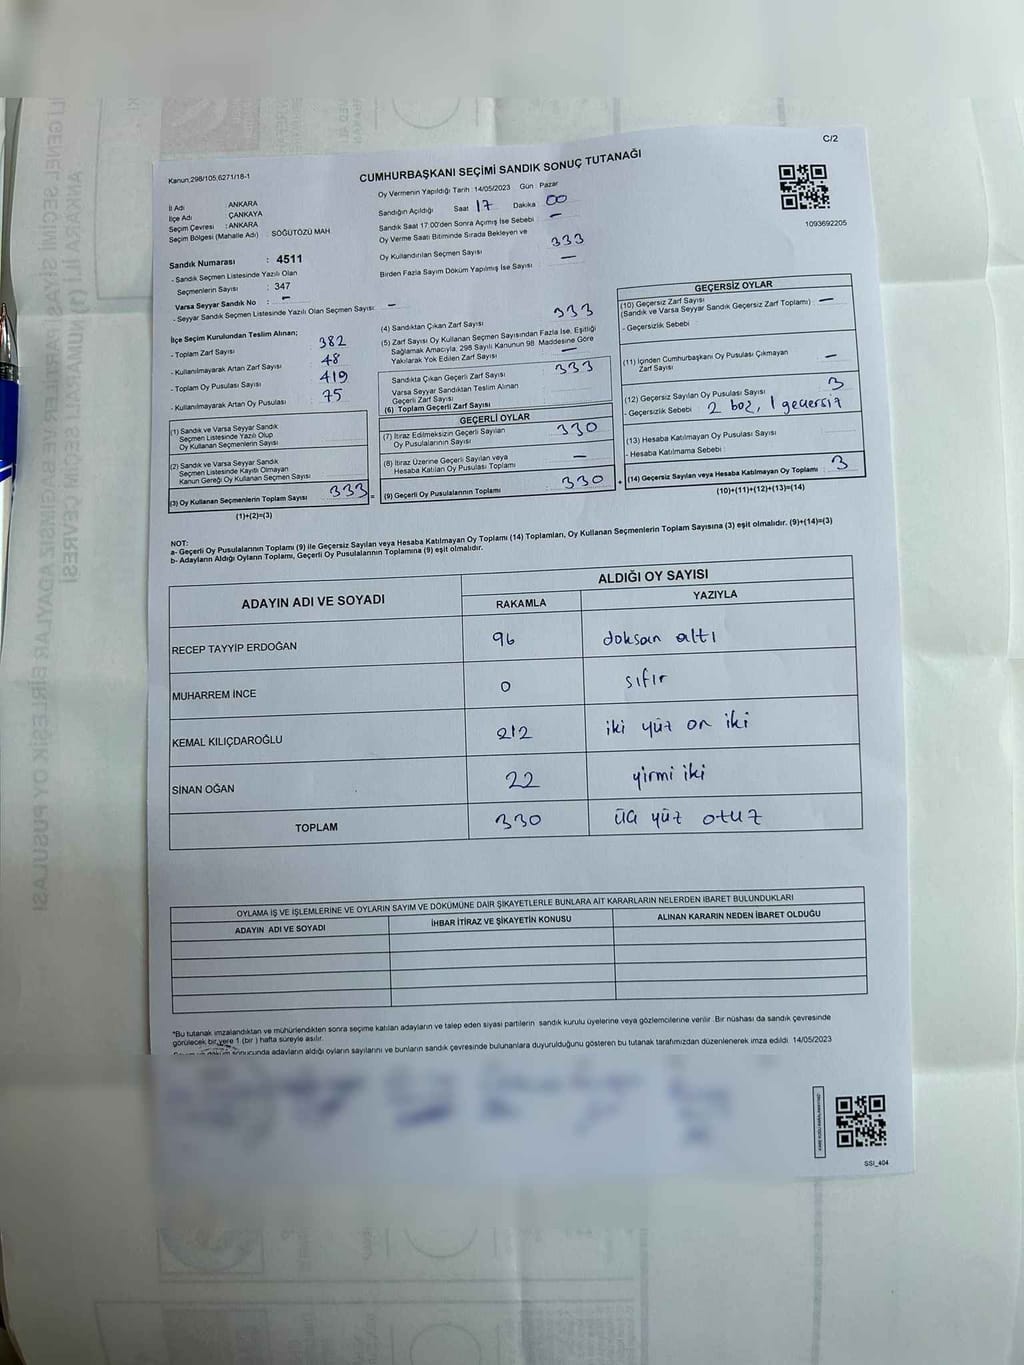 C/2
Kanun,298/105,6271/18-1
CUMHURBAŞKANI SEÇİMİ SANDIK SONUÇ TUTANAĞI
Oy Vermenin Yapıldığı Tarih : 14/05/2023 Gün : Pazar
İl Adı : ANKARA
İlçe Adı : ÇANKAYA
Seçim Çevresi : ANKARA
Seçim Bölgesi (Mahalle Adı) : SÖĞÜTÖZÜ MAH.
Sandığın Açıldığı Saat 17 Dakika 00
Sandık Saat 17:00'den Sonra Açımış İse Sebebi : —
Oy Verme Saati Bitiminde Sırada Bekleyen ve
Oy Kullandırılan Seçmen Sayısı 333
Birden Fazla Sayım Döküm Yapılmış İse Sayısı : —
1093692205
Sandık Numarası : 4511
- Sandık Seçmen Listesinde Yazılı Olan
Seçmenlerin Sayısı : 347
Varsa Seyyar Sandık No : —
- Seyyar Sandık Seçmen Listesinde Yazılı Olan Seçmen Sayısı: —
İlçe Seçim Kurulundan Teslim Alınan;
- Toplam Zarf Sayısı 382
- Kullanılmayarak Artan Zarf Sayısı 48
- Toplam Oy Pusulası Sayısı 419
- Kullanılmayarak Artan Oy Pusulası 75
(1) Sandık ve Varsa Seyyar Sandık
Seçmen Listesinde Yazılı Olup
Oy Kullanan Seçmenlerin Sayısı
(2) Sandık ve Varsa Seyyar Sandık
Seçmen Listesinde Kayıtlı Olmayan
Kanun Gereği Oy Kullanan Seçmen Sayısı
(3) Oy Kullanan Seçmenlerin Toplam Sayısı 333 =
(1)+(2)=(3)
(4) Sandıktan Çıkan Zarf Sayısı 333
(5) Zarf Sayısı Oy Kullanan Seçmen Sayısından Fazla İse, Eşitliği
Sağlamak Amacıyla, 298 Sayılı Kanunun 98. Maddesine Göre
Yakılarak Yok Edilen Zarf Sayısı —
Sandıkta Çıkan Geçerli Zarf Sayısı 333
Varsa Seyyar Sandıktan Teslim Alınan
Geçerli Zarf Sayısı
(6) Toplam Geçerli Zarf Sayısı
GEÇERLİ OYLAR
(7) İtiraz Edilmeksizin Geçerli Sayılan
Oy Pusulalarının Sayısı 330
(8) İtiraz Üzerine Geçerli Sayılan veya
Hesaba Katılan Oy Pusulası Toplamı —
(9) Geçerli Oy Pusulalarının Toplamı 330 +
GEÇERSİZ OYLAR
(10) Geçersiz Zarf Sayısı
(Sandık ve Varsa Seyyar Sandık Geçersiz Zarf Toplamı) : —
- Geçersizlik Sebebi
(11) İçinden Cumhurbaşkanı Oy Pusulası Çıkmayan
Zarf Sayısı —
(12) Geçersiz Sayılan Oy Pusulası Sayısı 3
- Geçersizlik Sebebi : 2 boz, 1 geçersiz
(13) Hesaba Katılmayan Oy Pusulası Sayısı
- Hesaba Katılmama Sebebi :
(14) Geçersiz Sayılan veya Hesaba Katılmayan Oy Toplamı : 3
(10)+(11)+(12)+(13)=(14)
NOT:
a- Geçerli Oy Pusulalarının Toplamı (9) ile Geçersiz Sayılan veya Hesaba Katılmayan Oy Toplamı (14) Toplamları, Oy Kullanan Seçmenlerin Toplam Sayısına (3) eşit olmalıdır. (9)+(14)=(3)
b- Adayların Aldığı Oyların Toplamı, Geçerli Oy Pusulalarının Toplamına (9) eşit olmalıdır.
ADAYIN ADI VE SOYADI ALDIĞI OY SAYISI
RAKAMLA YAZIYLA
RECEP TAYYİP ERDOĞAN 96 doksan altı
MUHARREM İNCE 0 sıfır
KEMAL KILIÇDAROĞLU 212 iki yüz on iki
SİNAN OĞAN 22 yirmi iki
TOPLAM 330 üç yüz otuz
OYLAMA İŞ VE İŞLEMLERİNE VE OYLARIN SAYIM VE DÖKÜMÜNE DAİR ŞİKAYETLERLE BUNLARA AİT KARARLARIN NELERDEN İBARET BULUNDUKLARI
ADAYIN ADI VE SOYADI İHBAR İTİRAZ VE ŞİKAYETİN KONUSU ALINAN KARARIN NEDEN İBARET OLDUĞU
*Bu tutanak imzalandıktan ve mühürlendikten sonra seçime katılan adayların ve talep eden siyasi partilerin sandık kurulu üyelerine veya gözlemcilerine verilir. Bir nüshası da sandık çevresinde
görülecek bir yere 1 (bir) hafta süreyle asılır.
sonucunda adayların aldığı oyların sayılarını ve bunların sandık çevresinde bulunanlara duyurulduğunu gösteren bu tutanak tarafımızdan düzenlenerek imza edildi. 14/05/2023
SSI_404